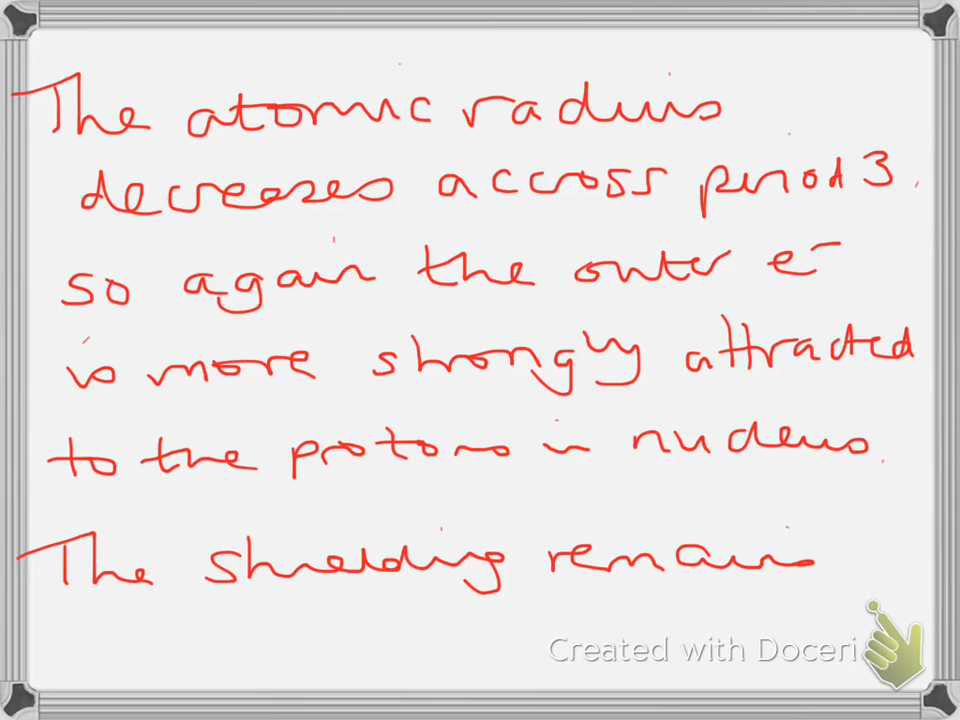 The atomic radius
decreases accross period 3.
so again the outer e⁻
is more strongly attracted
to the protons in nucleus.
The shielding remains
Created with Doceri